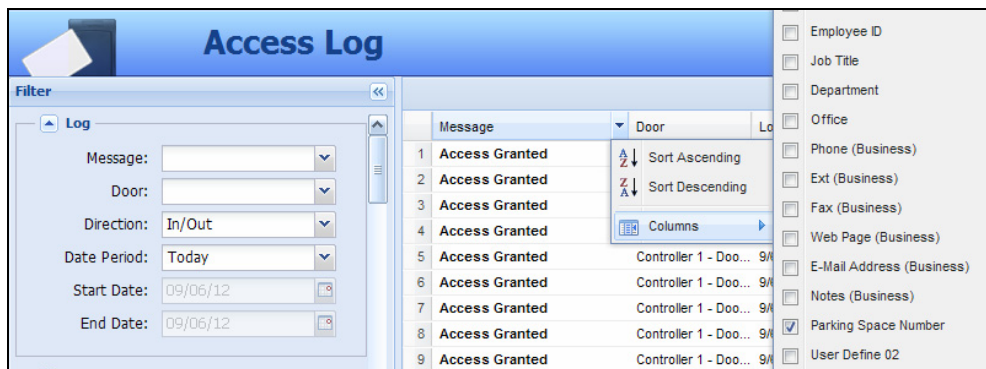 Access Log
Filter
Log
Message:
Door:
Direction: In/Out
Date Period: Today
Start Date: 09/06/12
End Date: 09/06/12
Message Door Lo
1 Access Granted
2 Access Granted
3 Access Granted
4 Access Granted
5 Access Granted Controller 1 - Doo... 9/
6 Access Granted Controller 1 - Doo... 9/
7 Access Granted Controller 1 - Doo... 9/
8 Access Granted Controller 1 - Doo... 9/
9 Access Granted Controller 1 - Doo... 9/
Sort Ascending
Sort Descending
Columns
Employee ID
Job Title
Department
Office
Phone (Business)
Ext (Business)
Fax (Business)
Web Page (Business)
E-Mail Address (Business)
Notes (Business)
Parking Space Number
User Define 02